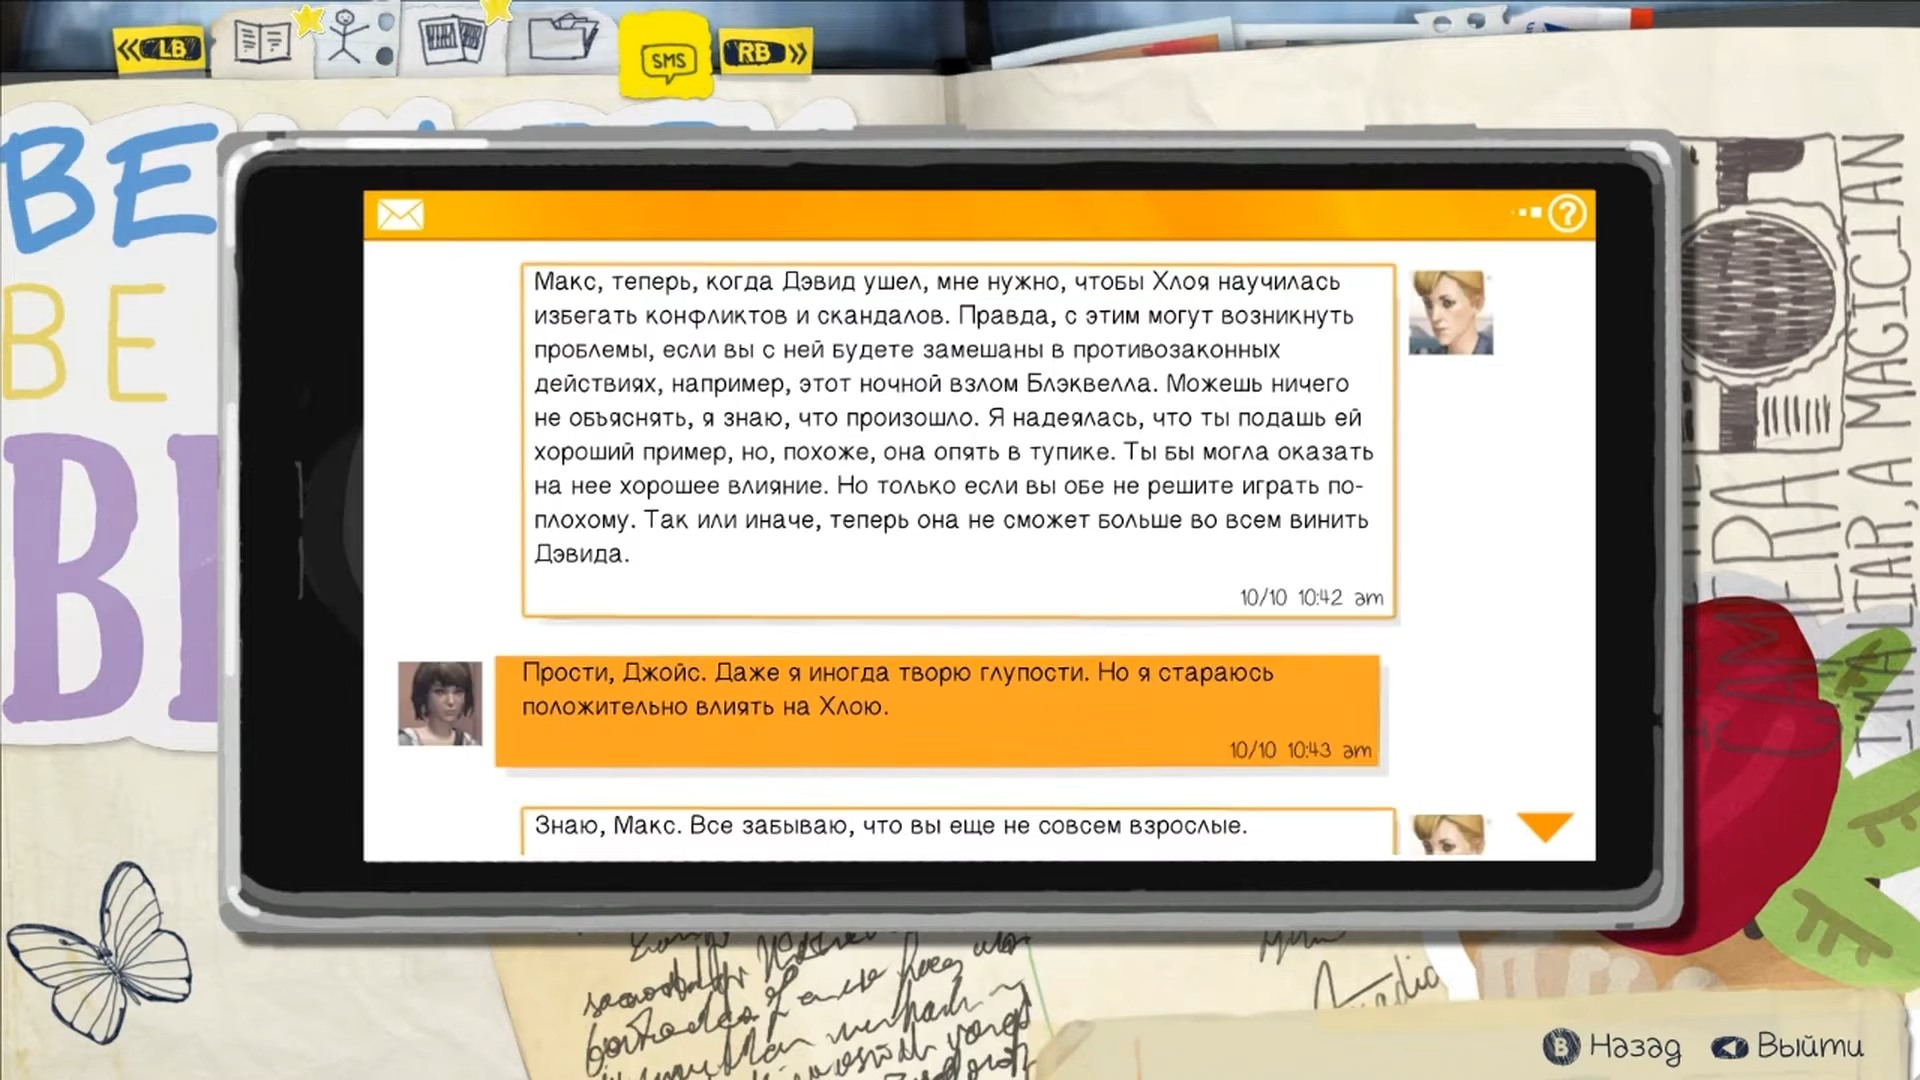 LB
SMS
RB
BE
BE
Макс, теперь, когда Дэвид ушел, мне нужно, чтобы Хлоя научилась
избегать конфликтов и скандалов. Правда, с этим могут возникнуть
проблемы, если вы с ней будете замешаны в противозаконных
действиях, например, этот ночной взлом Блэквелла. Можешь ничего
не объяснять, я знаю, что произошло. Я надеялась, что ты подашь ей
хороший пример, но, похоже, она опять в тупике. Ты бы могла оказать
на нее хорошее влияние. Но только если вы обе не решите играть по-
плохому. Так или иначе, теперь она не сможет больше во всем винить
Дэвида.
10/10 10:42 am
Прости, Джойс. Даже я иногда творю глупости. Но я стараюсь
положительно влиять на Хлою.
10/10 10:43 am
Знаю, Макс. Все забываю, что вы еще не совсем взрослые.
CAMERA
LIAR, A MAGICIAN
B Назад
Выйти